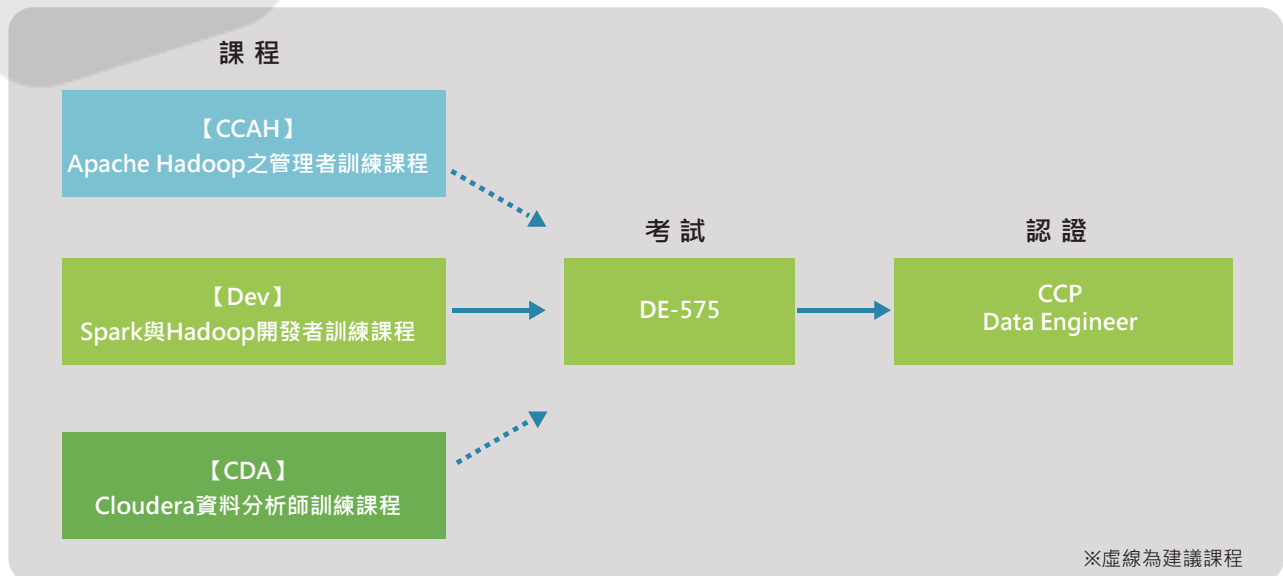 課程
【CCAH】
Apache Hadoop之管理者訓練課程
【Dev】
Spark與Hadoop開發者訓練課程
【CDA】
Cloudera資料分析師訓練課程
考試
DE-575
認證
CCP
Data Engineer
※虛線為建議課程